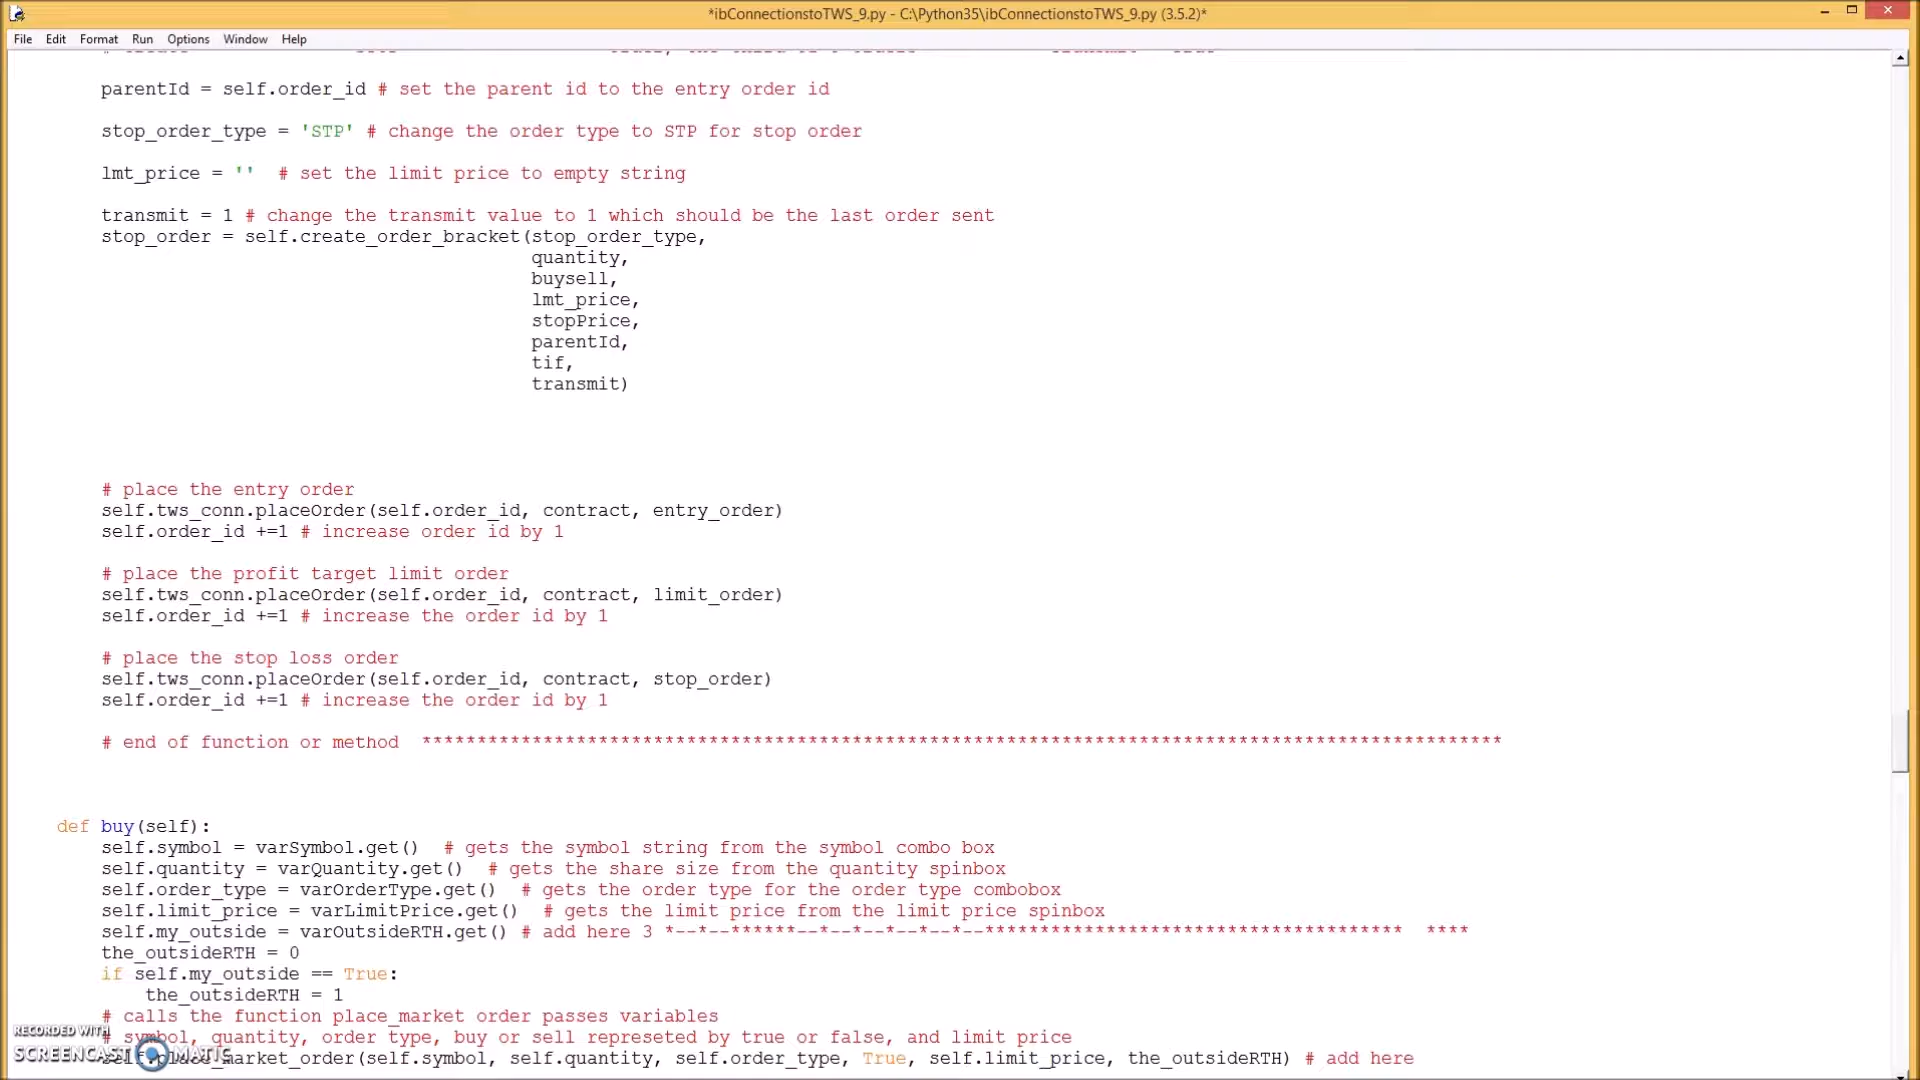 *ibConnectionstoTWS_9.py - C:\Python35\ibConnectionstoTWS_9.py (3.5.2)*
File Edit Format Run Options Window Help
parentId = self.order_id # set the parent id to the entry order id
stop_order_type = 'STP' # change the order type to STP for stop order
lmt_price = '' # set the limit price to empty string
transmit = 1 # change the transmit value to 1 which should be the last order sent
stop_order = self.create_order_bracket(stop_order_type,
quantity,
buysell,
lmt_price,
stopPrice,
parentId,
tif,
transmit)
# place the entry order
self.tws_conn.placeOrder(self.order_id, contract, entry_order)
self.order_id +=1 # increase order id by 1
# place the profit target limit order
self.tws_conn.placeOrder(self.order_id, contract, limit_order)
self.order_id +=1 # increase the order id by 1
# place the stop loss order
self.tws_conn.placeOrder(self.order_id, contract, stop_order)
self.order_id +=1 # increase the order id by 1
# end of function or method **************************************************************************************************
def buy(self):
self.symbol = varSymbol.get() # gets the symbol string from the symbol combo box
self.quantity = varQuantity.get() # gets the share size from the quantity spinbox
self.order_type = varOrderType.get() # gets the order type for the order type combobox
self.limit_price = varLimitPrice.get() # gets the limit price from the limit price spinbox
self.my_outside = varOutsideRTH.get() # add here 3 *--*--******--*--*--*--*--*--************************************** ****
the_outsideRTH = 0
if self.my_outside == True:
the_outsideRTH = 1
# calls the function place_market order passes variables
# symbol, quantity, order type, buy or sell represeted by true or false, and limit price
self.place_market_order(self.symbol, self.quantity, self.order_type, True, self.limit_price, the_outsideRTH) # add here
RECORDED WITH
SCREENCAST MATIC